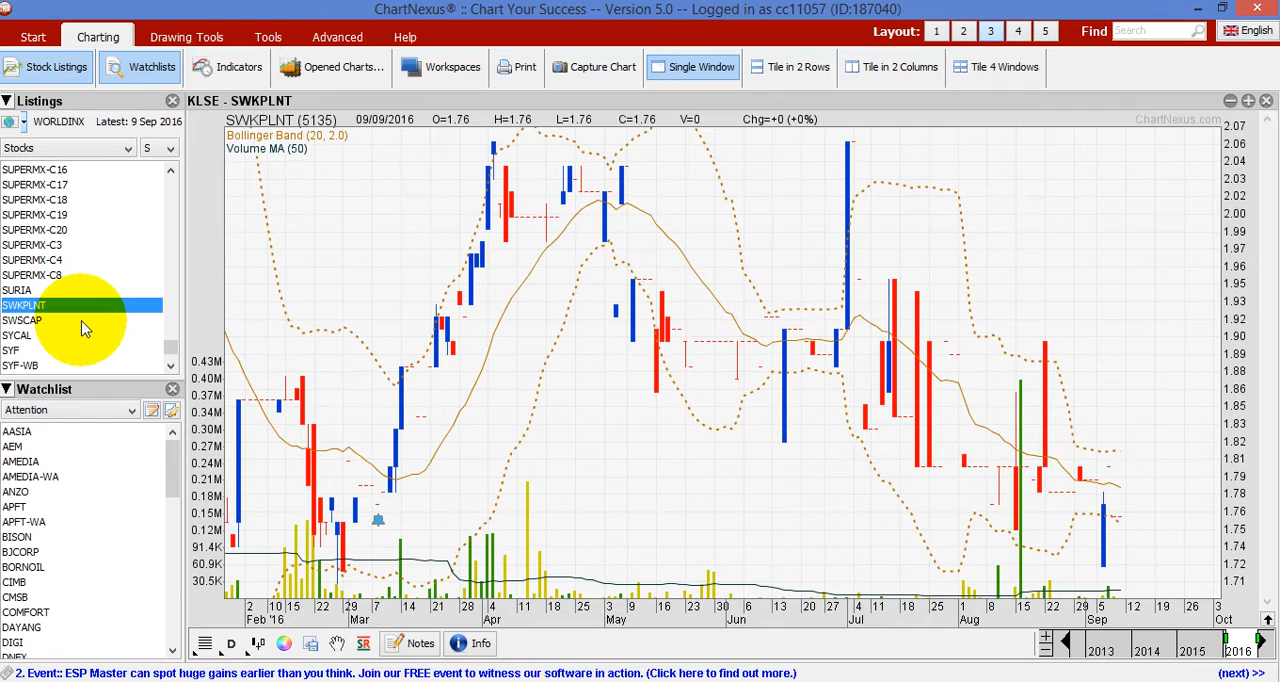 ChartNexus® :: Chart Your Success -- Version 5.0 -- Logged in as cc11057 (ID:187040)
Start Charting Drawing Tools Tools Advanced Help Layout: 1 2 3 4 5 Find Search English
Stock Listings Watchlists Indicators Opened Charts... Workspaces Print Capture Chart Single Window Tile in 2 Rows Tile in 2 Columns Tile 4 Windows
Listings
WORLDINX Latest: 9 Sep 2016
Stocks S
SUPERMX-C16
SUPERMX-C17
SUPERMX-C18
SUPERMX-C19
SUPERMX-C20
SUPERMX-C3
SUPERMX-C4
SUPERMX-C8
SURIA
SWKPLNT
SWSCAP
SYCAL
SYF
SYF-WB
Watchlist
Attention
AASIA
AEM
AMEDIA
AMEDIA-WA
ANZO
APFT
APFT-WA
BISON
BJCORP
BORNOIL
CIMB
CMSB
COMFORT
DAYANG
DIGI
KLSE - SWKPLNT
SWKPLNT (5135) 09/09/2016 O=1.76 H=1.76 L=1.76 C=1.76 V=0 Chg=+0 (+0%) ChartNexus.com
Bollinger Band (20, 2.0)
Volume MA (50)
2.07
2.06
2.04
2.03
2.02
2.00
1.99
1.97
1.96
1.95
1.93
1.92
1.90
1.89
1.88
1.86
1.85
1.83
1.82
1.81
1.79
1.78
1.76
1.75
1.74
1.72
1.71
0.43M
0.40M
0.37M
0.34M
0.30M
0.27M
0.24M
0.21M
0.18M
0.15M
0.12M
91.4K
60.9K
30.5K
2 10 15 22 29 7 14 21 28 4 11 18 25 3 9 16 23 30 6 13 20 27 4 11 18 25 1 8 15 22 29 5 12 19 26 3
Feb '16 Mar Apr May Jun Jul Aug Sep Oct
D SR Notes Info 2013 2014 2015 2016
2. Event:: ESP Master can spot huge gains earlier than you think. Join our FREE event to witness our software in action. (Click here to find out more.) (next) >>